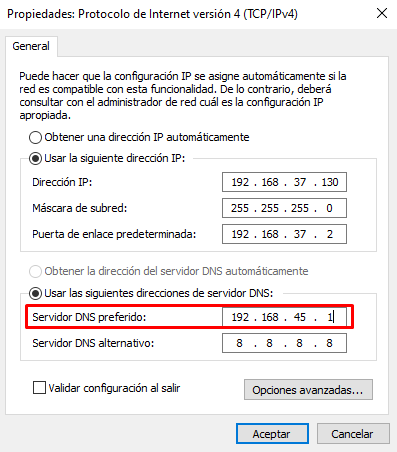 Propiedades: Protocolo de Internet versión 4 (TCP/IPv4)
General
Puede hacer que la configuración IP se asigne automáticamente si la
red es compatible con esta funcionalidad. De lo contrario, deberá
consultar con el administrador de red cuál es la configuración IP
apropiada.
Obtener una dirección IP automáticamente
Usar la siguiente dirección IP:
Dirección IP: 192 . 168 . 37 . 130
Máscara de subred: 255 . 255 . 255 . 0
Puerta de enlace predeterminada: 192 . 168 . 37 . 2
Obtener la dirección del servidor DNS automáticamente
Usar las siguientes direcciones de servidor DNS:
Servidor DNS preferido: 192 . 168 . 45 . 1
Servidor DNS alternativo: 8 . 8 . 8 . 8
Validar configuración al salir
Opciones avanzadas...
Aceptar Cancelar